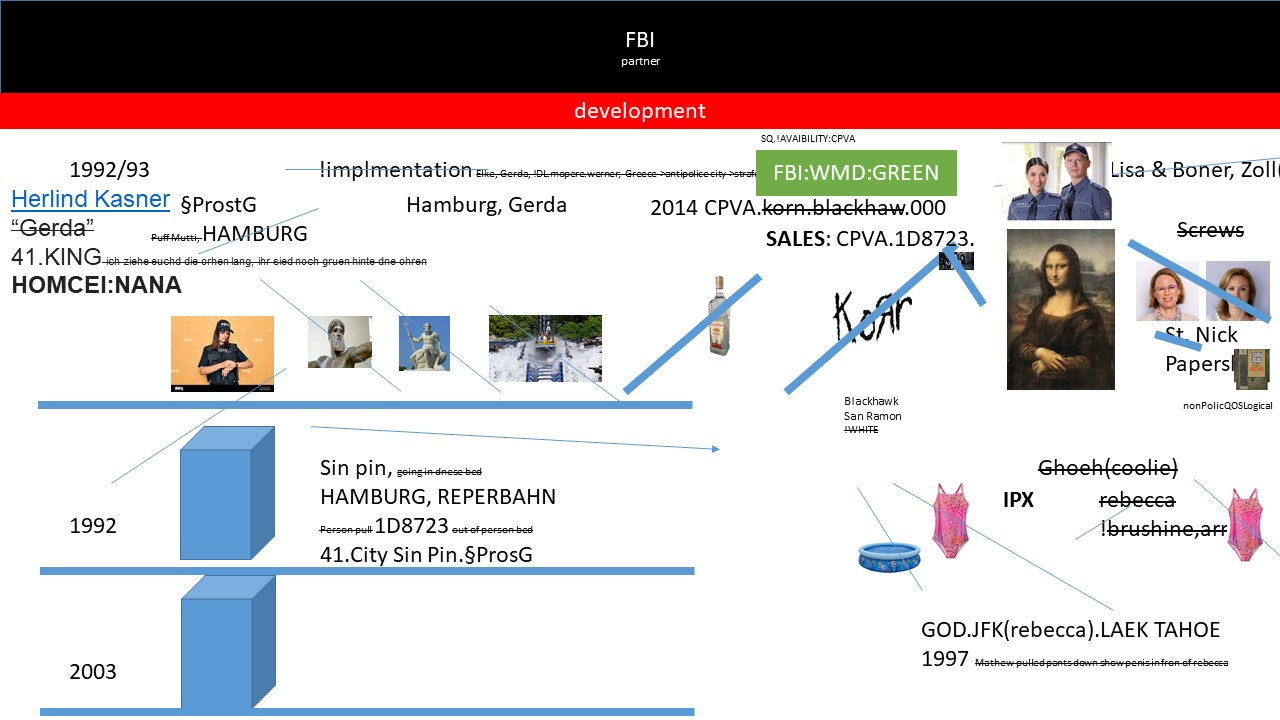 FBI
partner
development
SQ.!AVAIBILITY:CPVA
1992/93
!implmentation Elke, Gerda, !DL.mopere.werner; Greece >antipolice city >strafe
FBI:WMD:GREEN
Lisa & Boner, Zoll(
Herlind Kasner §ProstG
Hamburg, Gerda
2014 CPVA.korn.blackhaw.000
"Gerda"
Puff Mutti, HAMBURG
SALES: CPVA.1D8723.
Screws
41.KING ich ziehe euchd die orhen lang, ihr sied noch gruen hinte dne ohren
HOMCEI:NANA
KoAr
St. Nick
Papersh
nonPolicQOSLogical
Blackhawk
San Ramon
!WHITE
1992
Sin pin, going in dnese bed
HAMBURG, REPERBAHN
Person pull 1D8723 out of person bed
41.City Sin Pin.§ProsG
Ghoeh(coolie)
IPX
rebecca
!brushine,arr
2003
GOD.JFK(rebecca).LAEK TAHOE
1997 Mathew pulled pants down show penis in fron of rebecca